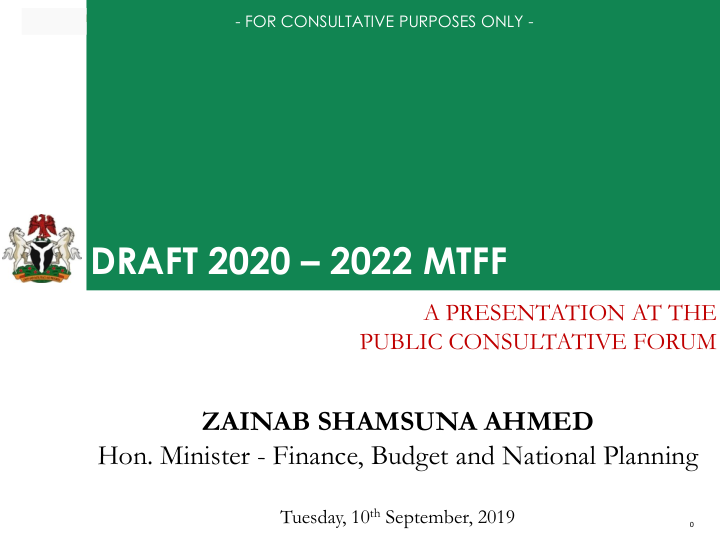 - FOR CONSULTATIVE PURPOSES ONLY -
DRAFT 2020 – 2022 MTFF
A PRESENTATION AT THE
PUBLIC CONSULTATIVE FORUM
ZAINAB SHAMSUNA AHMED
Hon. Minister - Finance, Budget and National Planning
Tuesday, 10th September, 2019
0